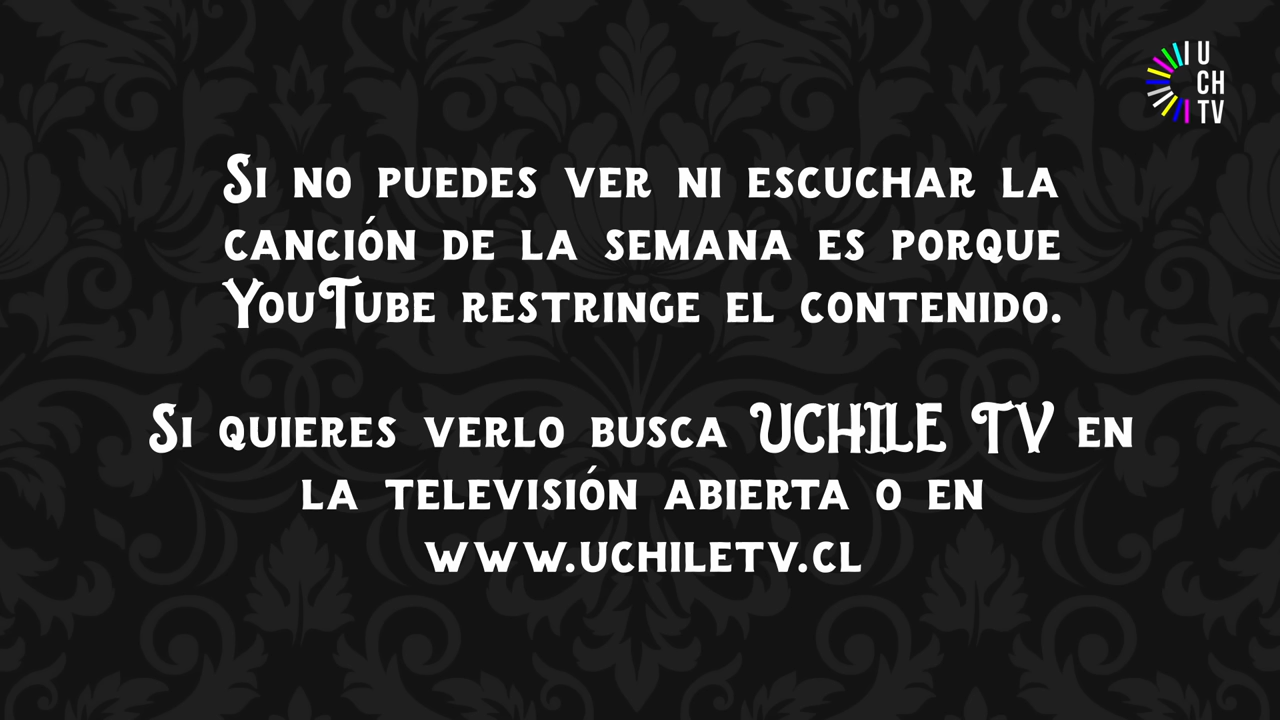 U
CH
TV
Si no puedes ver ni escuchar la
canción de la semana es porque
YouTube restringe el contenido.
Si quieres verlo busca UCHILE TV en
la televisión abierta o en
www.uchiletv.cl